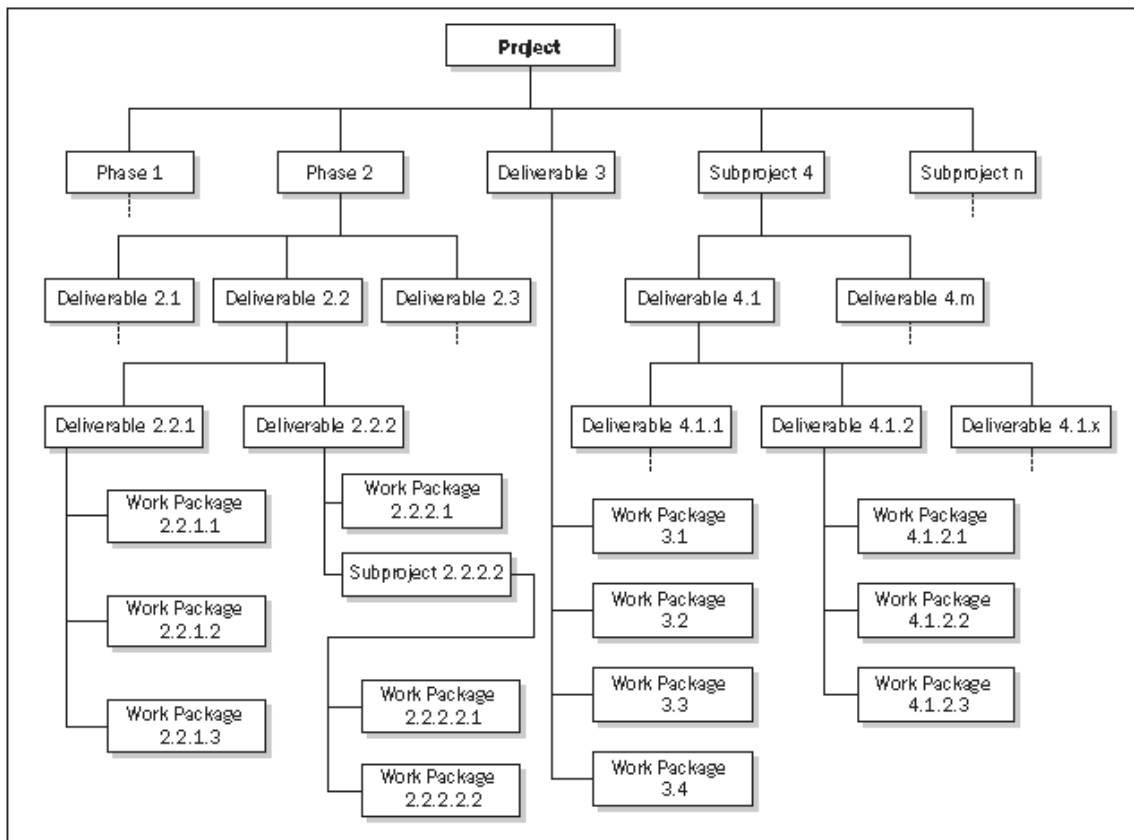 Project
Phase 1
Phase 2
Deliverable 3
Subproject 4
Subproject n
Deliverable 2.1
Deliverable 2.2
Deliverable 2.3
Deliverable 4.1
Deliverable 4.m
Deliverable 2.2.1
Deliverable 2.2.2
Deliverable 4.1.1
Deliverable 4.1.2
Deliverable 4.1.x
Work Package
2.2.1.1
Work Package
2.2.1.2
Work Package
2.2.1.3
Work Package
2.2.2.1
Subproject 2.2.2.2
Work Package
2.2.2.2.1
Work Package
2.2.2.2.2
Work Package
3.1
Work Package
3.2
Work Package
3.3
Work Package
3.4
Work Package
4.1.2.1
Work Package
4.1.2.2
Work Package
4.1.2.3